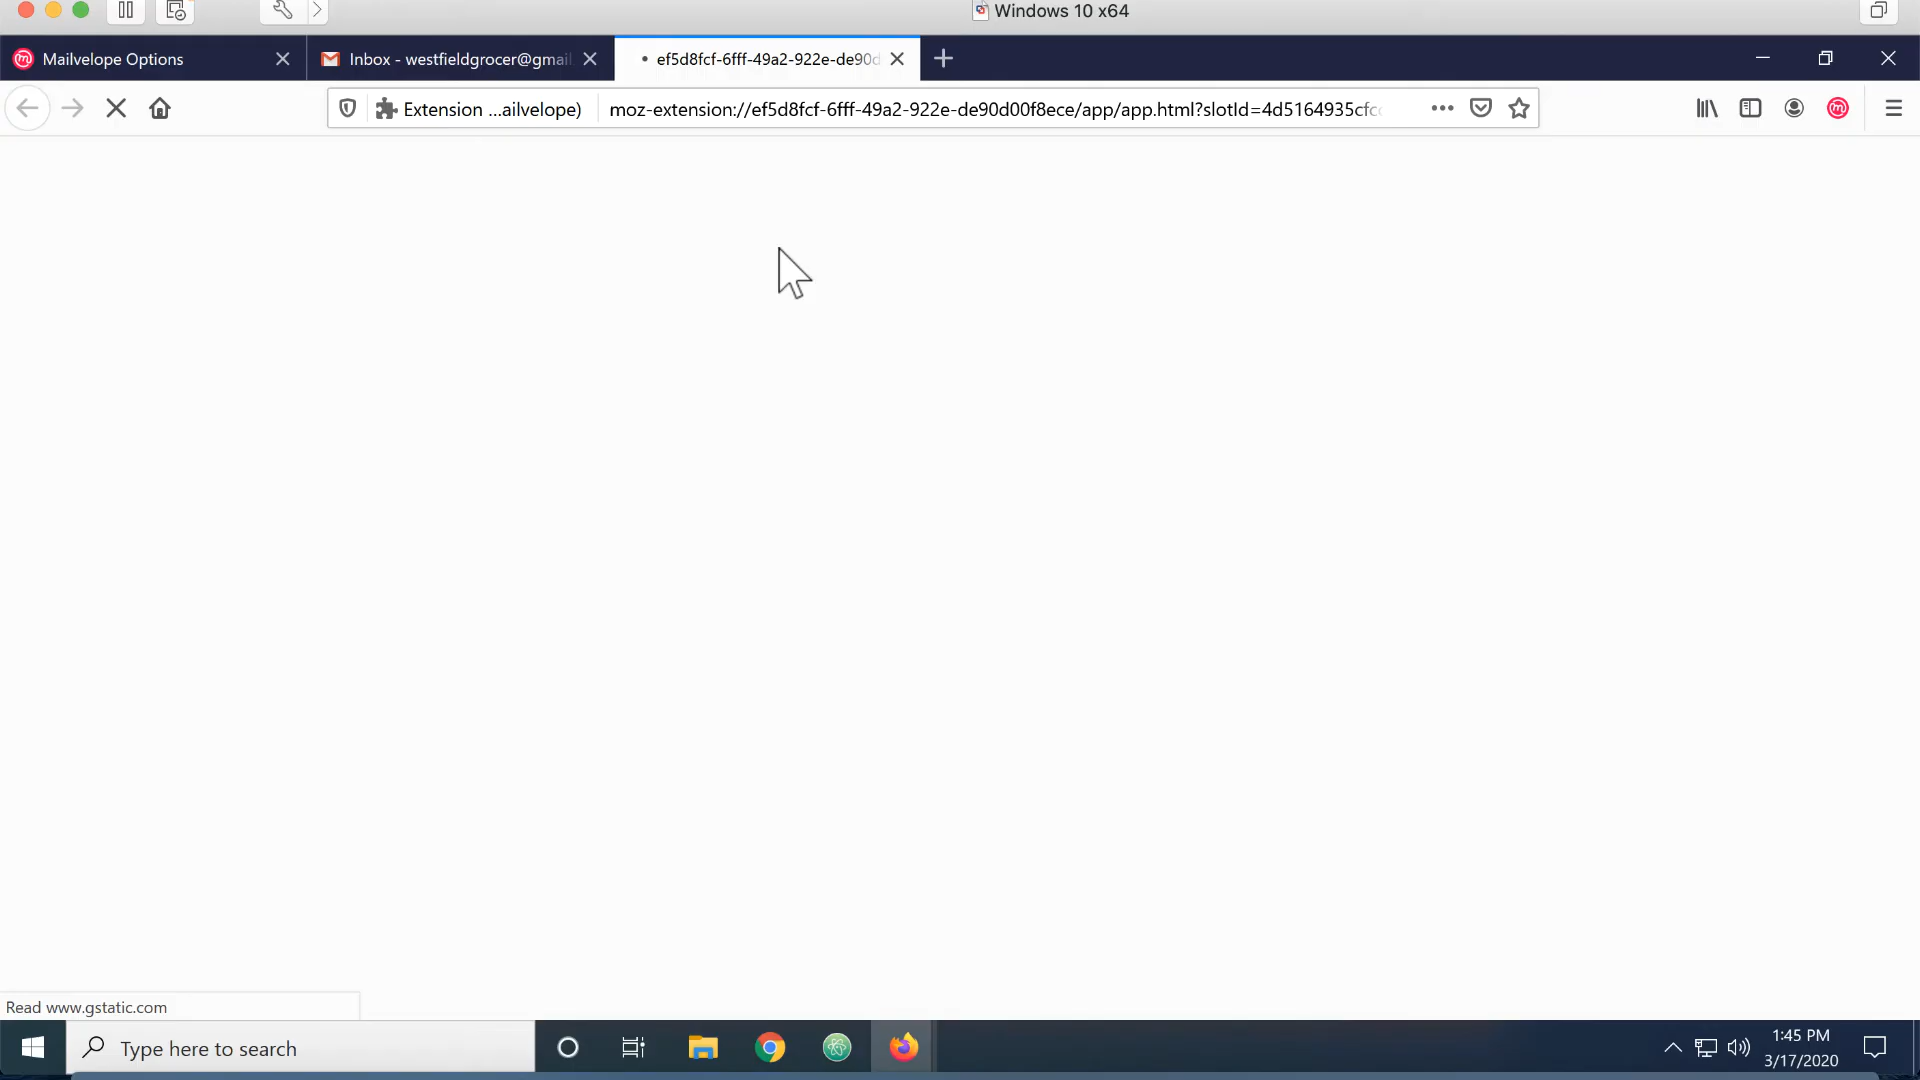 Windows 10 x64
Mailvelope Options
Inbox - westfieldgrocer@gmail
ef5d8fcf-6fff-49a2-922e-de90d
Extension ...ailvelope)
moz-extension://ef5d8fcf-6fff-49a2-922e-de90d00f8ece/app/app.html?slotId=4d5164935cfc
Read www.gstatic.com
Type here to search
1:45 PM
3/17/2020